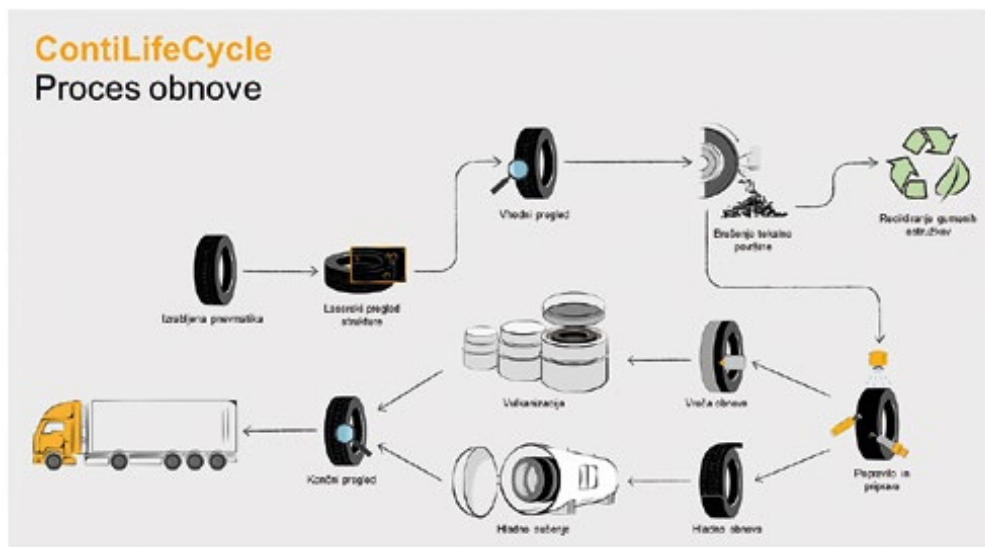 ContiLifeCycle
Proces obnove
Vhodni pregled
Brušenje tekalne
površine
Recikliranje gumenih
ostružkov
Izrabljena pnevmatika
Laserski pregled
strukture
Vulkanizacija
Vroča obnova
Popravilo in
priprava
Končni pregled
Hladno sušenje
Hladna obnova